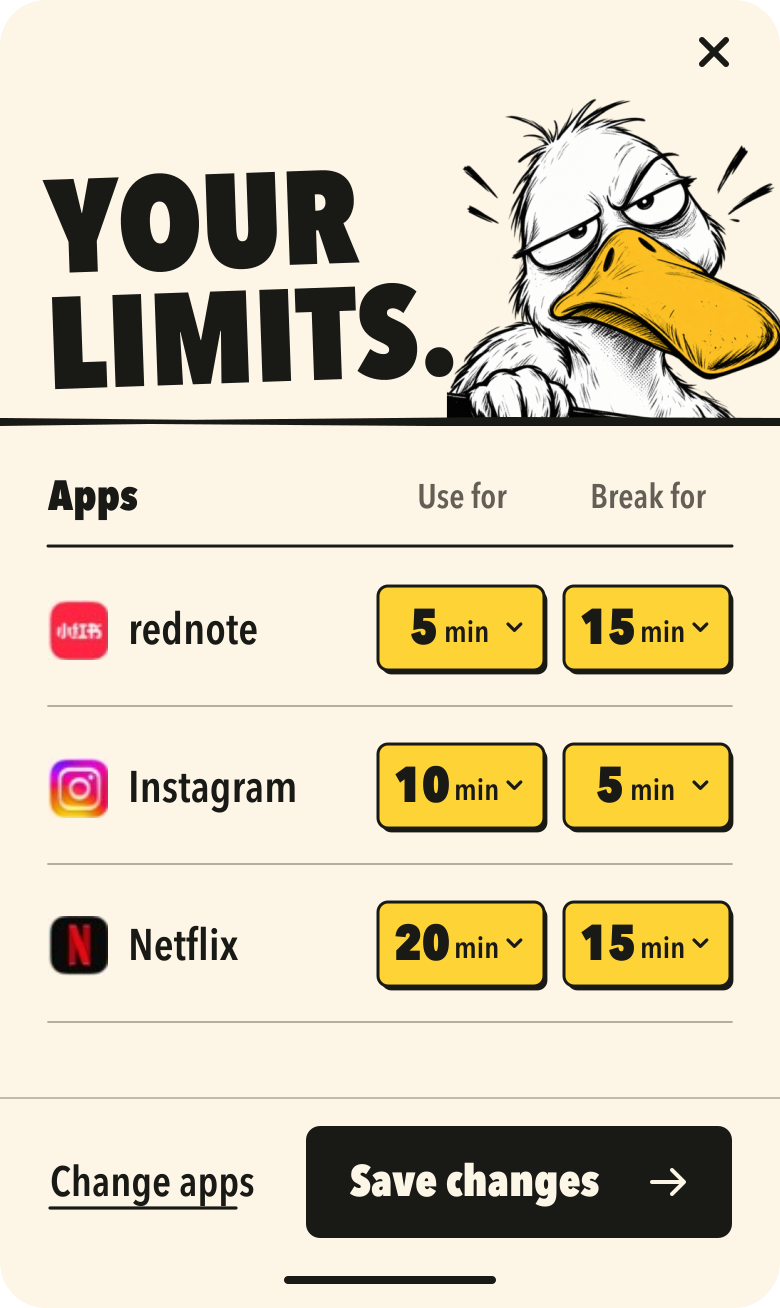 YOUR
LIMITS.
Apps Use for Break for
小红书 rednote 5 min 15 min
Instagram 10 min 5 min
N Netflix 20 min 15 min
Change apps Save changes →